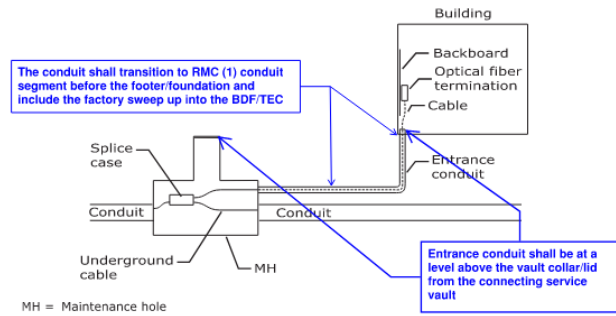 Building
Backboard
Optical fiber
termination
Cable
The conduit shall transition to RMC (1) conduit
segment before the footer/foundation and
include the factory sweep up into the BDF/TEC
Entrance
conduit
Splice
case
Conduit
Conduit
Underground
cable
MH
Entrance conduit shall be at
a level above the vault collar/lid
from the connecting service
vault
MH = Maintenance hole